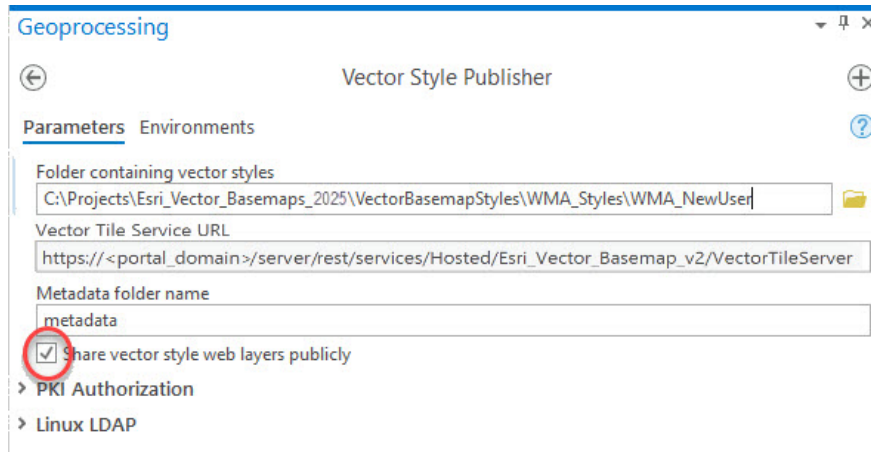 Geoprocessing
Vector Style Publisher
Parameters Environments
Folder containing vector styles
C:\Projects\Esri_Vector_Basemaps_2025\VectorBasemapStyles\WMA_Styles\WMA_NewUser
Vector Tile Service URL
https://<portal_domain>/server/rest/services/Hosted/Esri_Vector_Basemap_v2/VectorTileServer
Metadata folder name
metadata
Share vector style web layers publicly
PKI Authorization
Linux LDAP